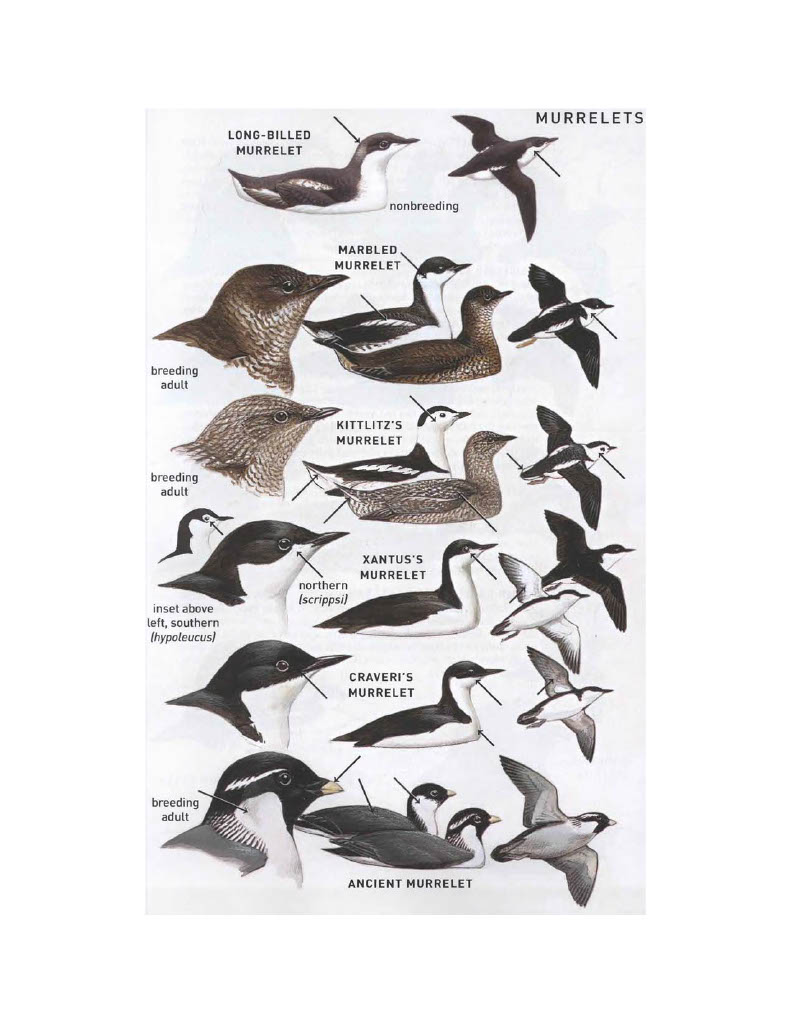 MURRELETS
LONG-BILLED
MURRELET
nonbreeding
MARBLED
MURRELET
breeding
adult
KITTLITZ'S
MURRELET
breeding
adult
XANTUS'S
MURRELET
northern
(scrippsi)
inset above
left, southern
(hypoleucus)
CRAVERI'S
MURRELET
breeding
adult
ANCIENT MURRELET